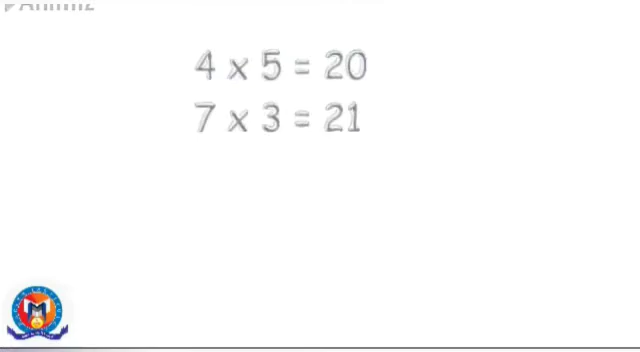 4 x 5 = 20
7 x 3 = 21